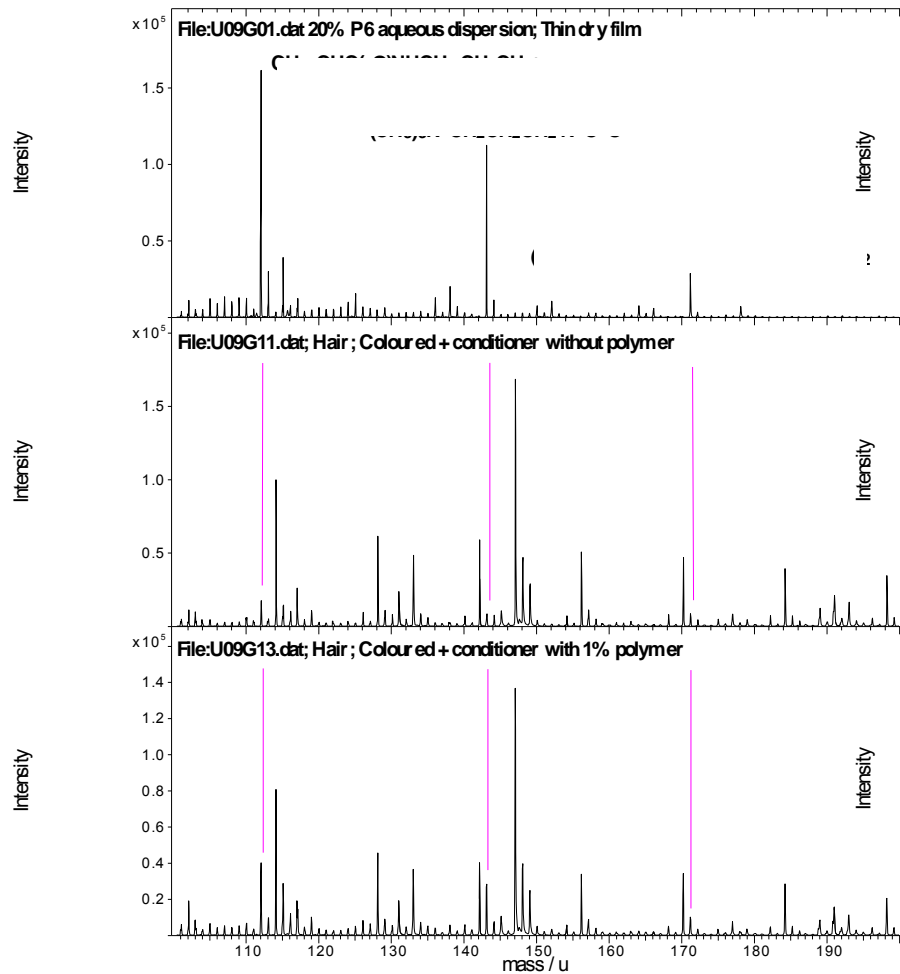 x10⁵
File:U09G01.dat 20% P6 aqueous dispersion; Thin dry film
1.5
1.0
0.5
Intensity
Intensity
x10⁵
File:U09G11.dat; Hair; Coloured + conditioner without polymer
1.5
1.0
0.5
Intensity
Intensity
x10⁵
File:U09G13.dat; Hair; Coloured + conditioner with 1% polymer
1.4
1.2
1.0
0.8
0.6
0.4
0.2
Intensity
Intensity
110 120 130 140 150 160 170 180 190
mass / u